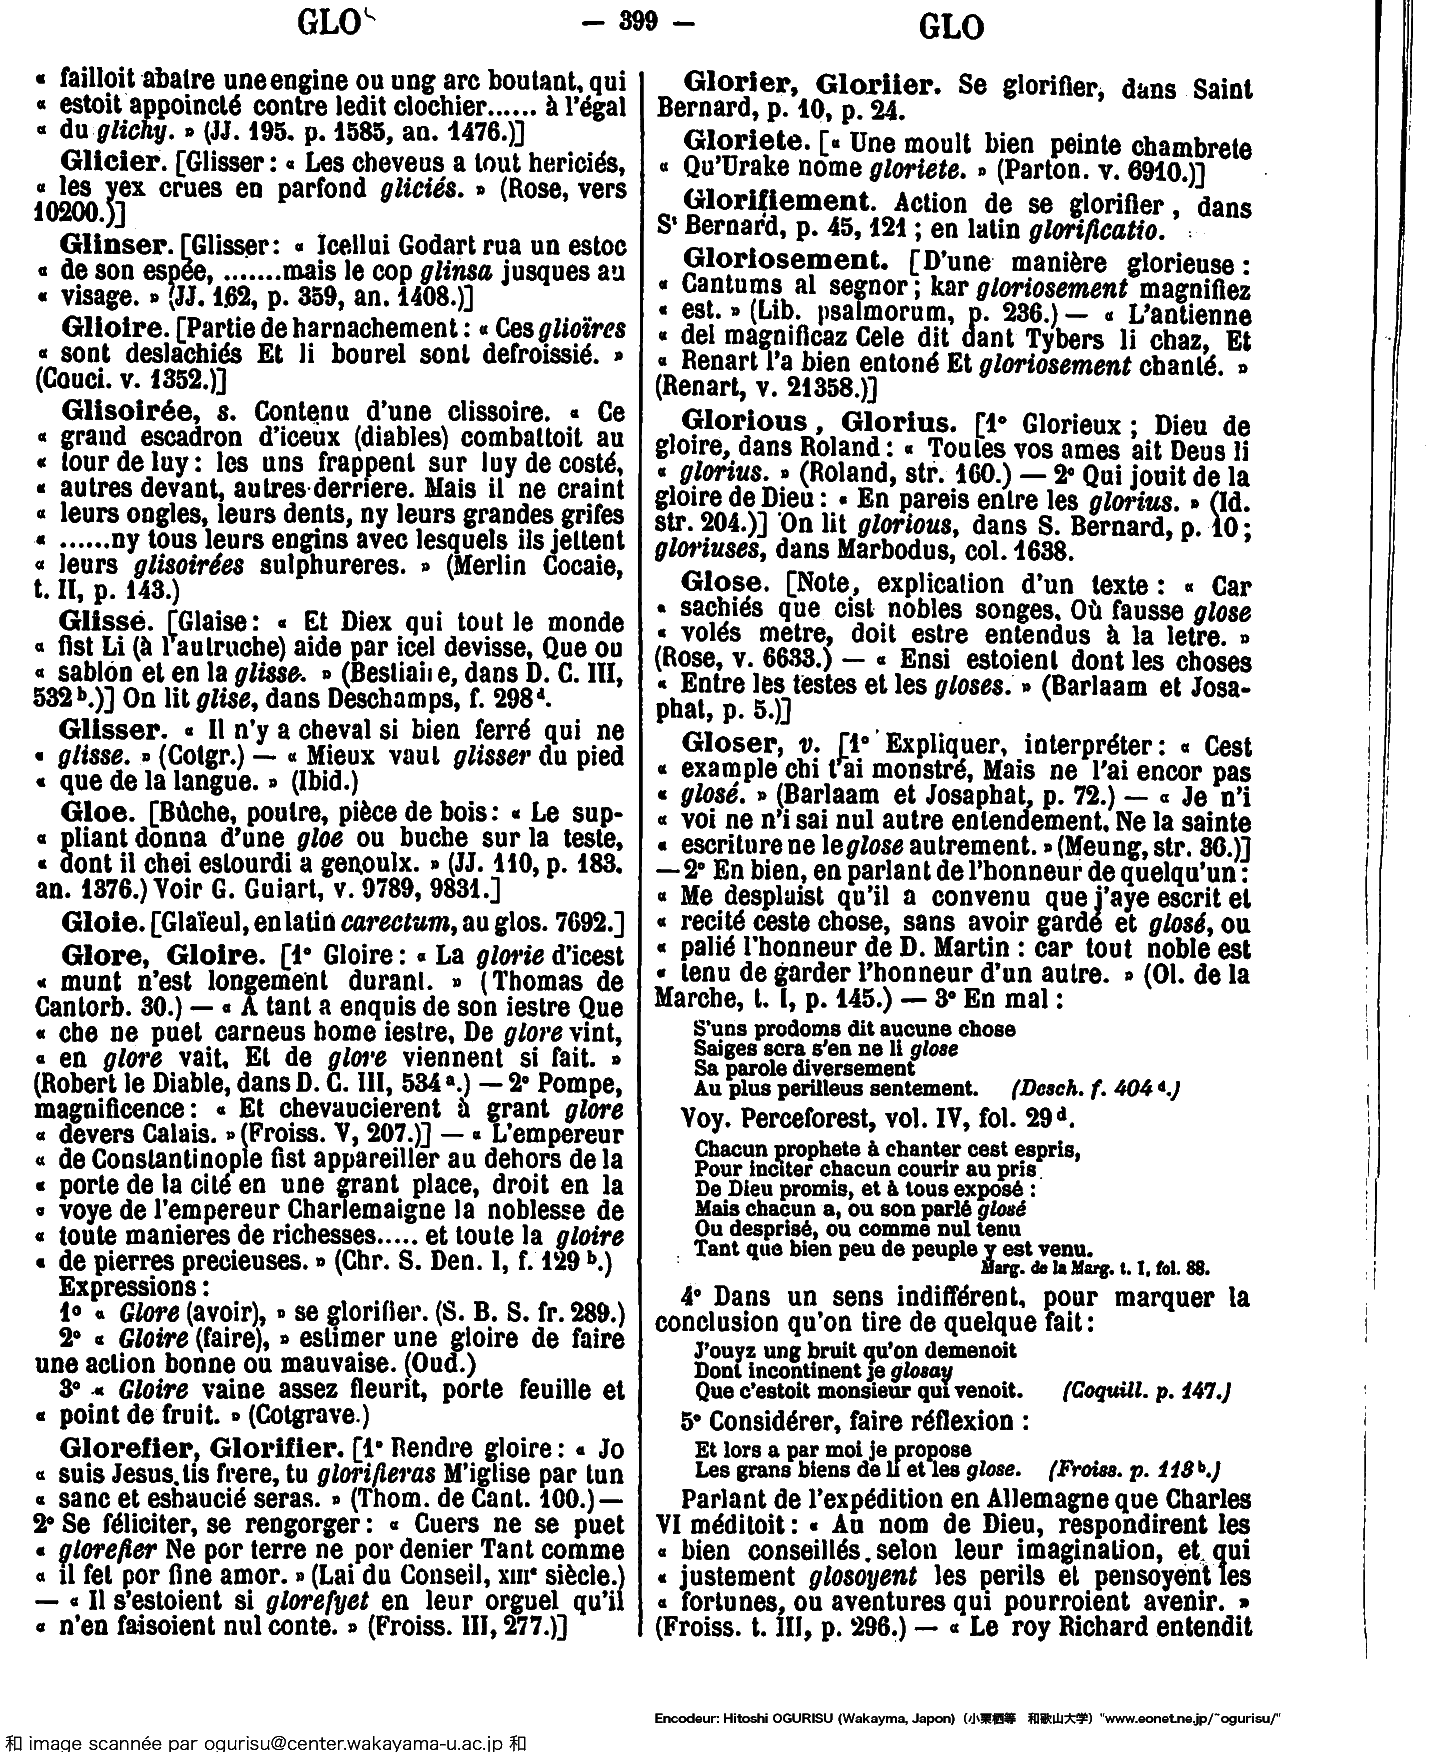 GLO
— 399 —
GLO
« failloit abatre une engine ou ung arc boutant, qui
« estoit appoincté contre ledit clochier...... à l'égal
« du glichy. » (JJ. 195. p. 1585, an. 1476.)]
Glicier. [Glisser : « Les cheveus a tout hericiés,
« les yex crues en parfond gliciés. » (Rose, vers
10200.)]
Glinser. [Glisser : « Icellui Godart rua un estoc
« de son espée, .......mais le cop glinsa jusques au
« visage. » (JJ. 162, p. 359, an. 1408.)]
Glioire. [Partie de harnachement : « Ces glioïres
« sont deslachiés Et li bourel sont defroissié. »
(Couci. v. 1352.)]
Glisoirée, s. Contenu d'une clissoire. « Ce
« grand escadron d'iceux (diables) combattoit au
« tour de luy : les uns frappent sur luy de costé,
« autres devant, autres derriere. Mais il ne craint
« leurs ongles, leurs dents, ny leurs grandes grifes
« ......ny tous leurs engins avec lesquels ils jettent
« leurs glisoirées sulphureres. » (Merlin Cocaie,
t. II, p. 143.)
Glisse. [Glaise : « Et Diex qui tout le monde
« fist Li (à l'autruche) aide par icel devisse, Que ou
« sablon et en la glisse. » (Bestiaire, dans D. C. III,
532 b.)] On lit glise, dans Deschamps, f. 298 d.
Glisser. « Il n'y a cheval si bien ferré qui ne
« glisse. » (Cotgr.) — « Mieux vaut glisser du pied
« que de la langue. » (Ibid.)
Gloe. [Bûche, poutre, pièce de bois : « Le sup-
« pliant donna d'une gloe ou buche sur la teste,
« dont il chei estourdi a genoulx. » (JJ. 110, p. 183.
an. 1376.) Voir G. Guiart, v. 9789, 9831.]
Gloie. [Glaïeul, en latin carectum, au glos. 7692.]
Glore, Gloire. [1° Gloire : « La glorie d'icest
« munt n'est longement durant. » (Thomas de
Cantorb. 30.) — « A tant a enquis de son iestre Que
« che ne puet carneus home iestre, De glore vint,
« en glore vait, Et de glore viennent si fait. »
(Robert le Diable, dans D. C. III, 534 a.) — 2° Pompe,
magnificence : « Et chevaucierent à grant glore
« devers Calais. » (Froiss. V, 207.)] — « L'empereur
« de Constantinople fist appareiller au dehors de la
« porte de la cité en une grant place, droit en la
« voye de l'empereur Charlemaigne la noblesse de
« toute manieres de richesses..... et toute la gloire
« de pierres precieuses. » (Chr. S. Den. I, f. 129 b.)
Expressions :
1° « Glore (avoir), » se glorifier. (S. B. S. fr. 289.)
2° « Gloire (faire), » estimer une gloire de faire
une action bonne ou mauvaise. (Oud.)
3° « Gloire vaine assez fleurit, porte feuille et
« point de fruit. » (Cotgrave.)
Glorefier, Glorifier. [1° Rendre gloire : « Jo
« suis Jesus tis frere, tu glorifieras M'iglise par tun
« sanc et eshaucié seras. » (Thom. de Cant. 100.) —
2° Se féliciter, se rengorger : « Cuers ne se puet
« glorefier Ne por terre ne por denier Tant comme
« il fet por fine amor. » (Lai du Conseil, XIIIe siècle.)
— « Il s'estoient si glorefyet en leur orguel qu'il
« n'en faisoient nul conte. » (Froiss. III, 277.)]
Glorier, Gloriier. Se glorifier, dans Saint
Bernard, p. 10, p. 24.
Gloriete. [« Une moult bien peinte chambrete
« Qu'Urake nome gloriete. » (Parton. v. 6910.)]
Glorifiement. Action de se glorifier, dans
St Bernard, p. 45, 121 ; en latin glorificatio.
Gloriosement. [D'une manière glorieuse :
« Cantums al segnor ; kar gloriosement magnifiez
« est. » (Lib. psalmorum, p. 236.) — « L'antienne
« del magnificaz Cele dit dant Tybers li chaz, Et
« Renart l'a bien entoné Et gloriosement chanté. »
(Renart, v. 21358.)]
Glorious, Glorius. [1° Glorieux ; Dieu de
gloire, dans Roland : « Toutes vos ames ait Deus li
« glorius. » (Roland, str. 160.) — 2° Qui jouit de la
gloire de Dieu : « En pareis entre les glorius. » (Id.
str. 204.)] On lit glorious, dans S. Bernard, p. 10 ;
gloriuses, dans Marbodus, col. 1638.
Glose. [Note, explication d'un texte : « Car
« sachiés que cist nobles songes, Où fausse glose
« volés metre, doit estre entendus à la letre. »
(Rose, v. 6633.) — « Ensi estoient dont les choses
« Entre les testes et les gloses. » (Barlaam et Josa-
phat, p. 5.)]
Gloser, v. [1° Expliquer, interpréter : « Cest
« example chi t'ai monstré, Mais ne l'ai encor pas
« glosé. » (Barlaam et Josaphat, p. 72.) — « Je n'i
« voi ne n'i sai nul autre entendement, Ne la sainte
« escriture ne le glose autrement. » (Meung, str. 36.)]
— 2° En bien, en parlant de l'honneur de quelqu'un :
« Me desplaist qu'il a convenu que j'aye escrit et
« recité ceste chose, sans avoir gardé et glosé, ou
« palié l'honneur de D. Martin : car tout noble est
« tenu de garder l'honneur d'un autre. » (Ol. de la
Marche, t. I, p. 145.) — 3° En mal :
S'uns prodoms dit aucune chose
Saiges sera s'en ne li glose
Sa parole diversement
Au plus perilleus sentement. (Desch. f. 404 d.)
Voy. Perceforest, vol. IV, fol. 29 d.
Chacun prophete à chanter cest espris,
Pour inciter chacun courir au pris
De Dieu promis, et à tous exposé :
Mais chacun a, ou son parlé glosé
Ou desprisé, ou comme nul tenu
Tant que bien peu de peuple y est venu.
Marg. de la Marg. t. I, fol. 88.
4° Dans un sens indifférent, pour marquer la
conclusion qu'on tire de quelque fait :
J'ouyz ung bruit qu'on demenoit
Dont incontinent je glosay
Que c'estoit monsieur qui venoit. (Coquill. p. 147.)
5° Considérer, faire réflexion :
Et lors a par moi je propose
Les grans biens de li et les glose. (Froiss. p. 113 b.)
Parlant de l'expédition en Allemagne que Charles
VI méditoit : « Au nom de Dieu, respondirent les
« bien conseillés selon leur imagination, et qui
« justement glosoyent les perils et pensoyent les
« fortunes, ou aventures qui pourroient avenir. »
(Froiss. t. III, p. 296.) — « Le roy Richard entendit
Encodeur: Hitoshi OGURISU (Wakayma, Japon)（小栗栖等　和歌山大学）"www.eonet.ne.jp/~ogurisu/"
和 image scannée par ogurisu@center.wakayama-u.ac.jp 和